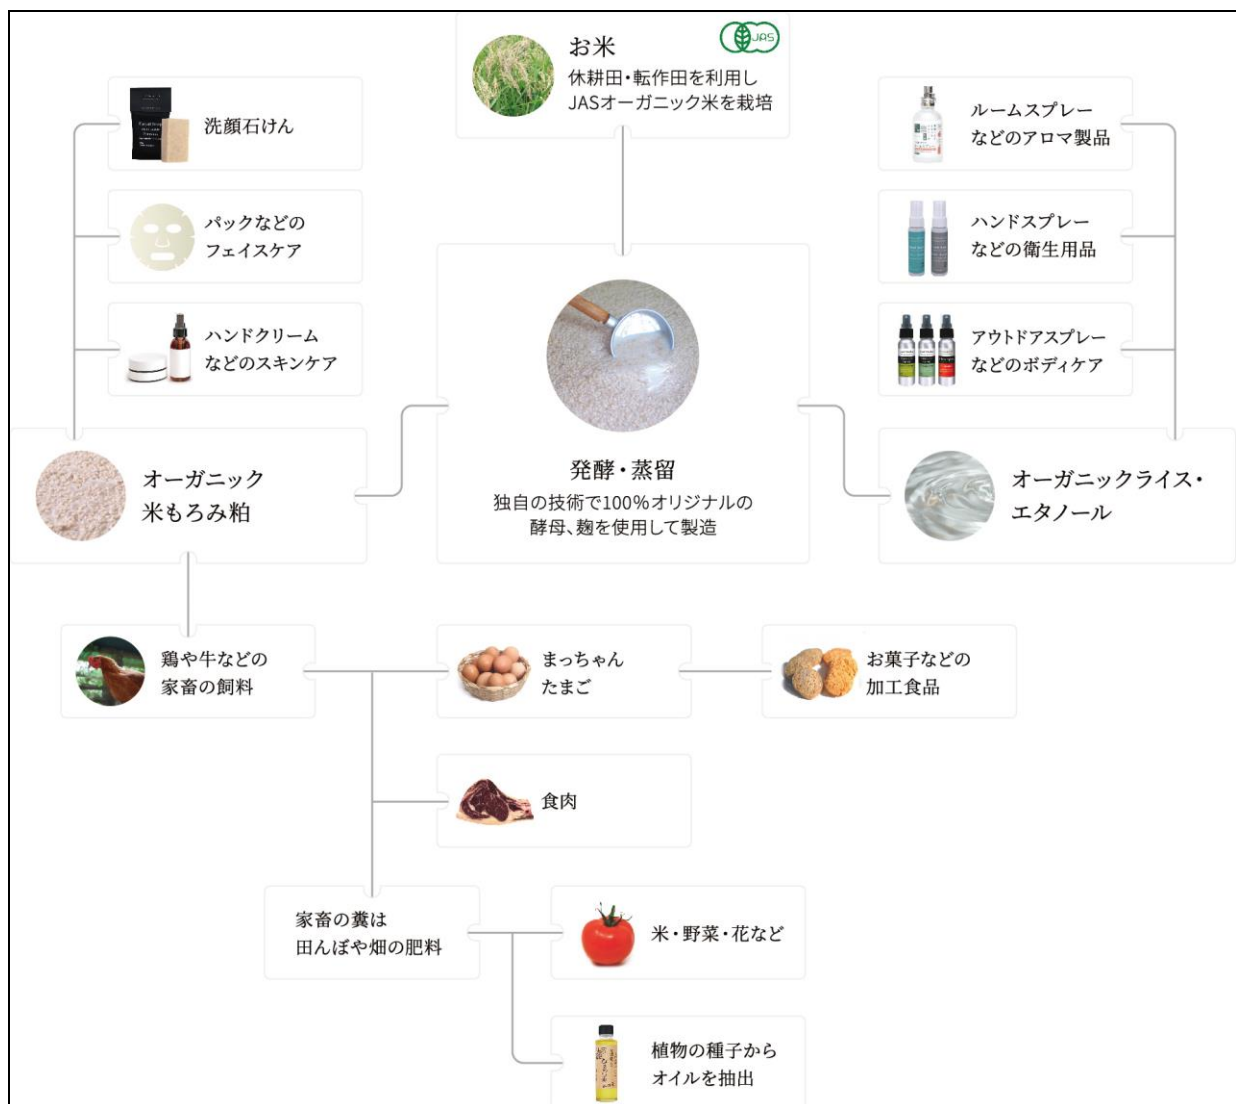 お米
JAS
休耕田・転作田を利用し
JASオーガニック米を栽培
洗顔石けん
パックなどの
フェイスケア
ハンドクリーム
などのスキンケア
ルームスプレー
などのアロマ製品
ハンドスプレー
などの衛生用品
アウトドアスプレー
などのボディケア
発酵・蒸留
独自の技術で100%オリジナルの
酵母、麹を使用して製造
オーガニック
米もろみ粕
オーガニックライス・
エタノール
鶏や牛などの
家畜の飼料
まっちゃん
たまご
お菓子などの
加工食品
食肉
家畜の糞は
田んぼや畑の肥料
米・野菜・花など
植物の種子から
オイルを抽出